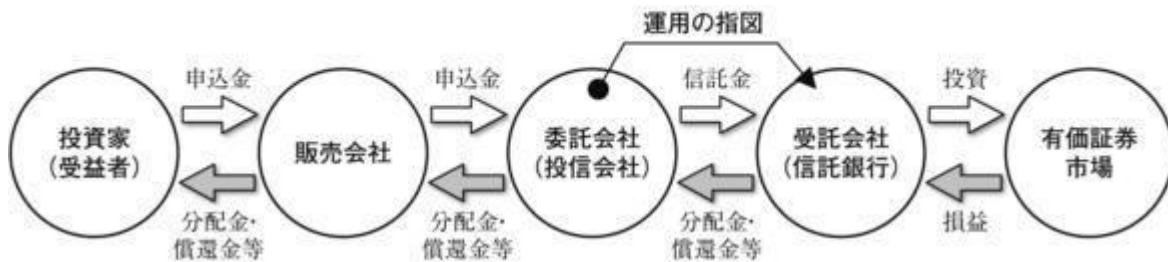 運用の指図
申込金
申込金
信託金
投資
投資家
(受益者)
販売会社
委託会社
(投信会社)
受託会社
(信託銀行)
有価証券
市場
分配金・
償還金等
分配金・
償還金等
分配金・
償還金等
損益